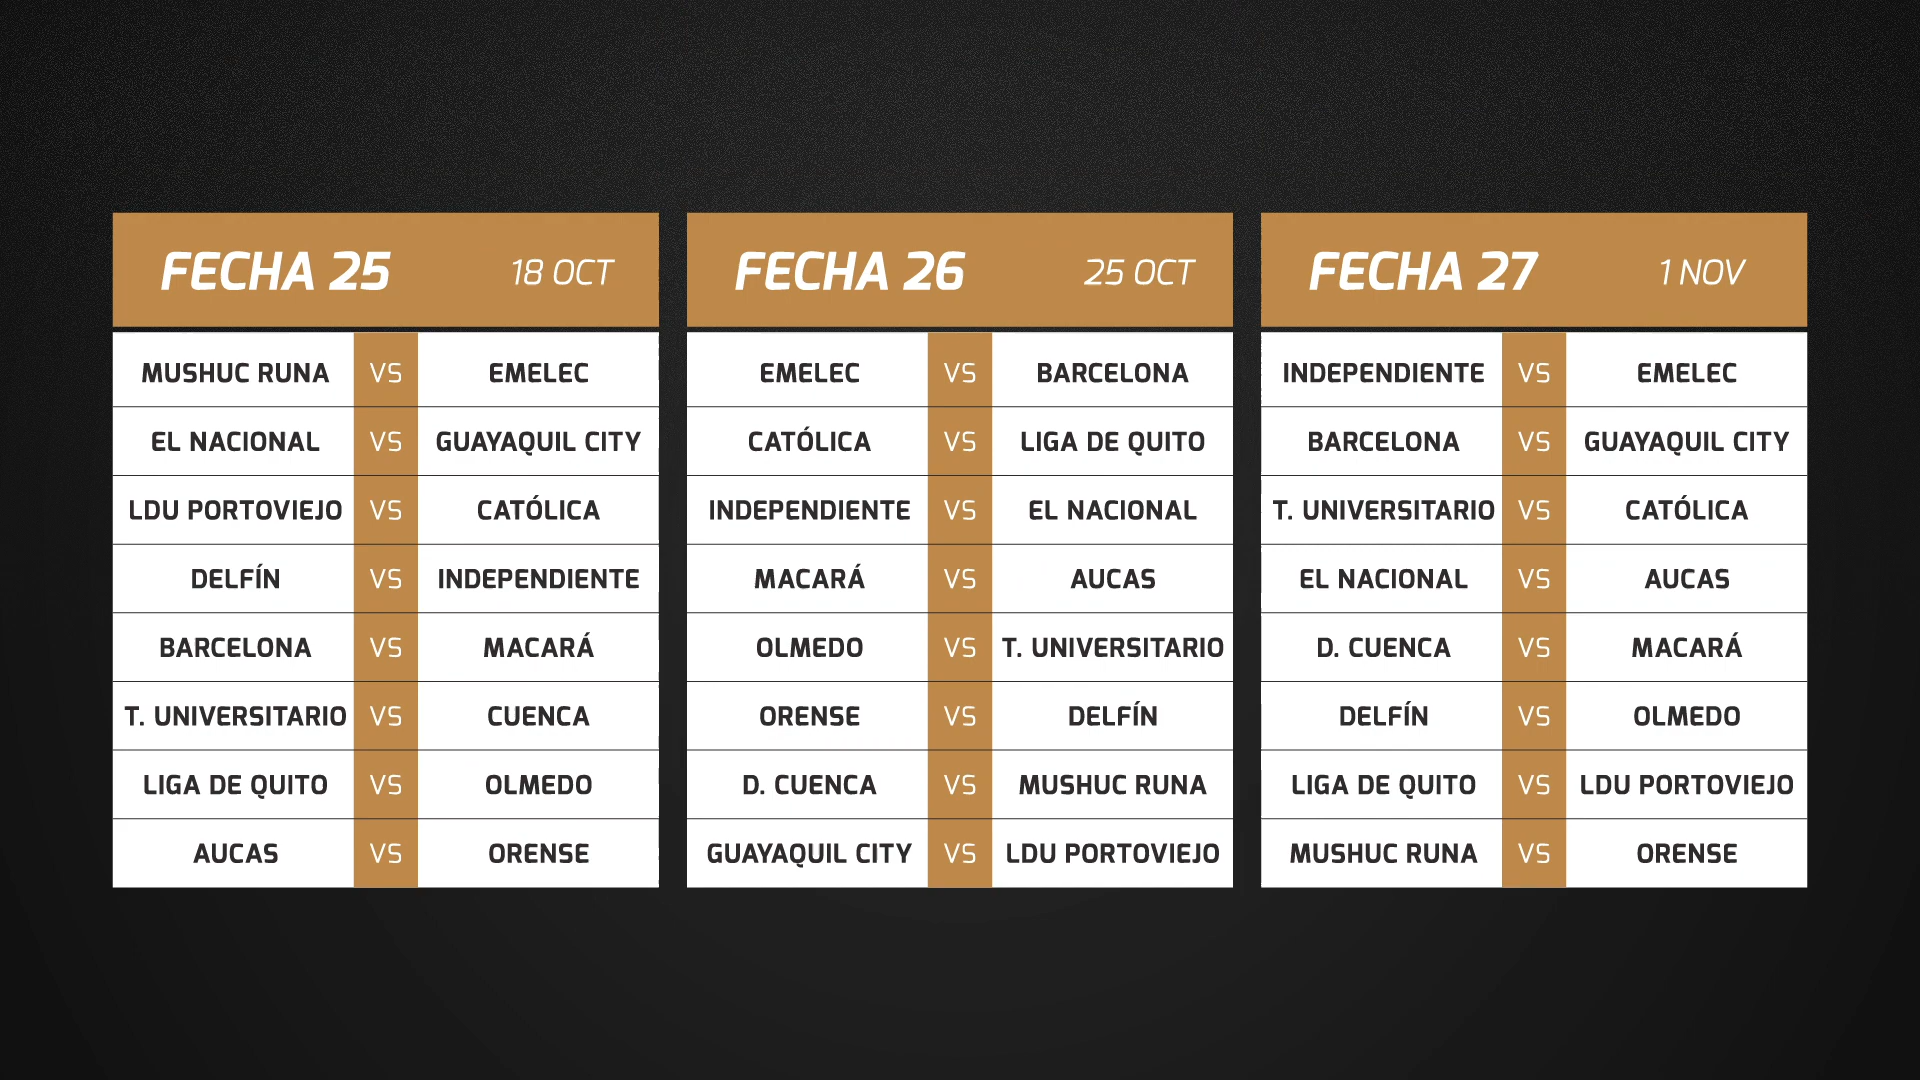 FECHA 25 18 OCT
MUSHUC RUNA VS EMELEC
EL NACIONAL VS GUAYAQUIL CITY
LDU PORTOVIEJO VS CATÓLICA
DELFÍN VS INDEPENDIENTE
BARCELONA VS MACARÁ
T. UNIVERSITARIO VS CUENCA
LIGA DE QUITO VS OLMEDO
AUCAS VS ORENSE
FECHA 26 25 OCT
EMELEC VS BARCELONA
CATÓLICA VS LIGA DE QUITO
INDEPENDIENTE VS EL NACIONAL
MACARÁ VS AUCAS
OLMEDO VS T. UNIVERSITARIO
ORENSE VS DELFÍN
D. CUENCA VS MUSHUC RUNA
GUAYAQUIL CITY VS LDU PORTOVIEJO
FECHA 27 1 NOV
INDEPENDIENTE VS EMELEC
BARCELONA VS GUAYAQUIL CITY
T. UNIVERSITARIO VS CATÓLICA
EL NACIONAL VS AUCAS
D. CUENCA VS MACARÁ
DELFÍN VS OLMEDO
LIGA DE QUITO VS LDU PORTOVIEJO
MUSHUC RUNA VS ORENSE